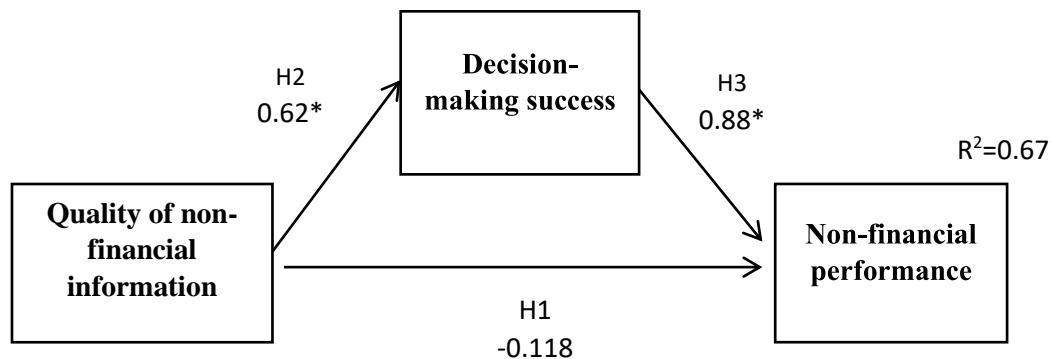 H2
0.62*
Decision-
making success
H3
0.88*
R²=0.67
Quality of non-
financial
information
Non-financial
performance
H1
-0.118